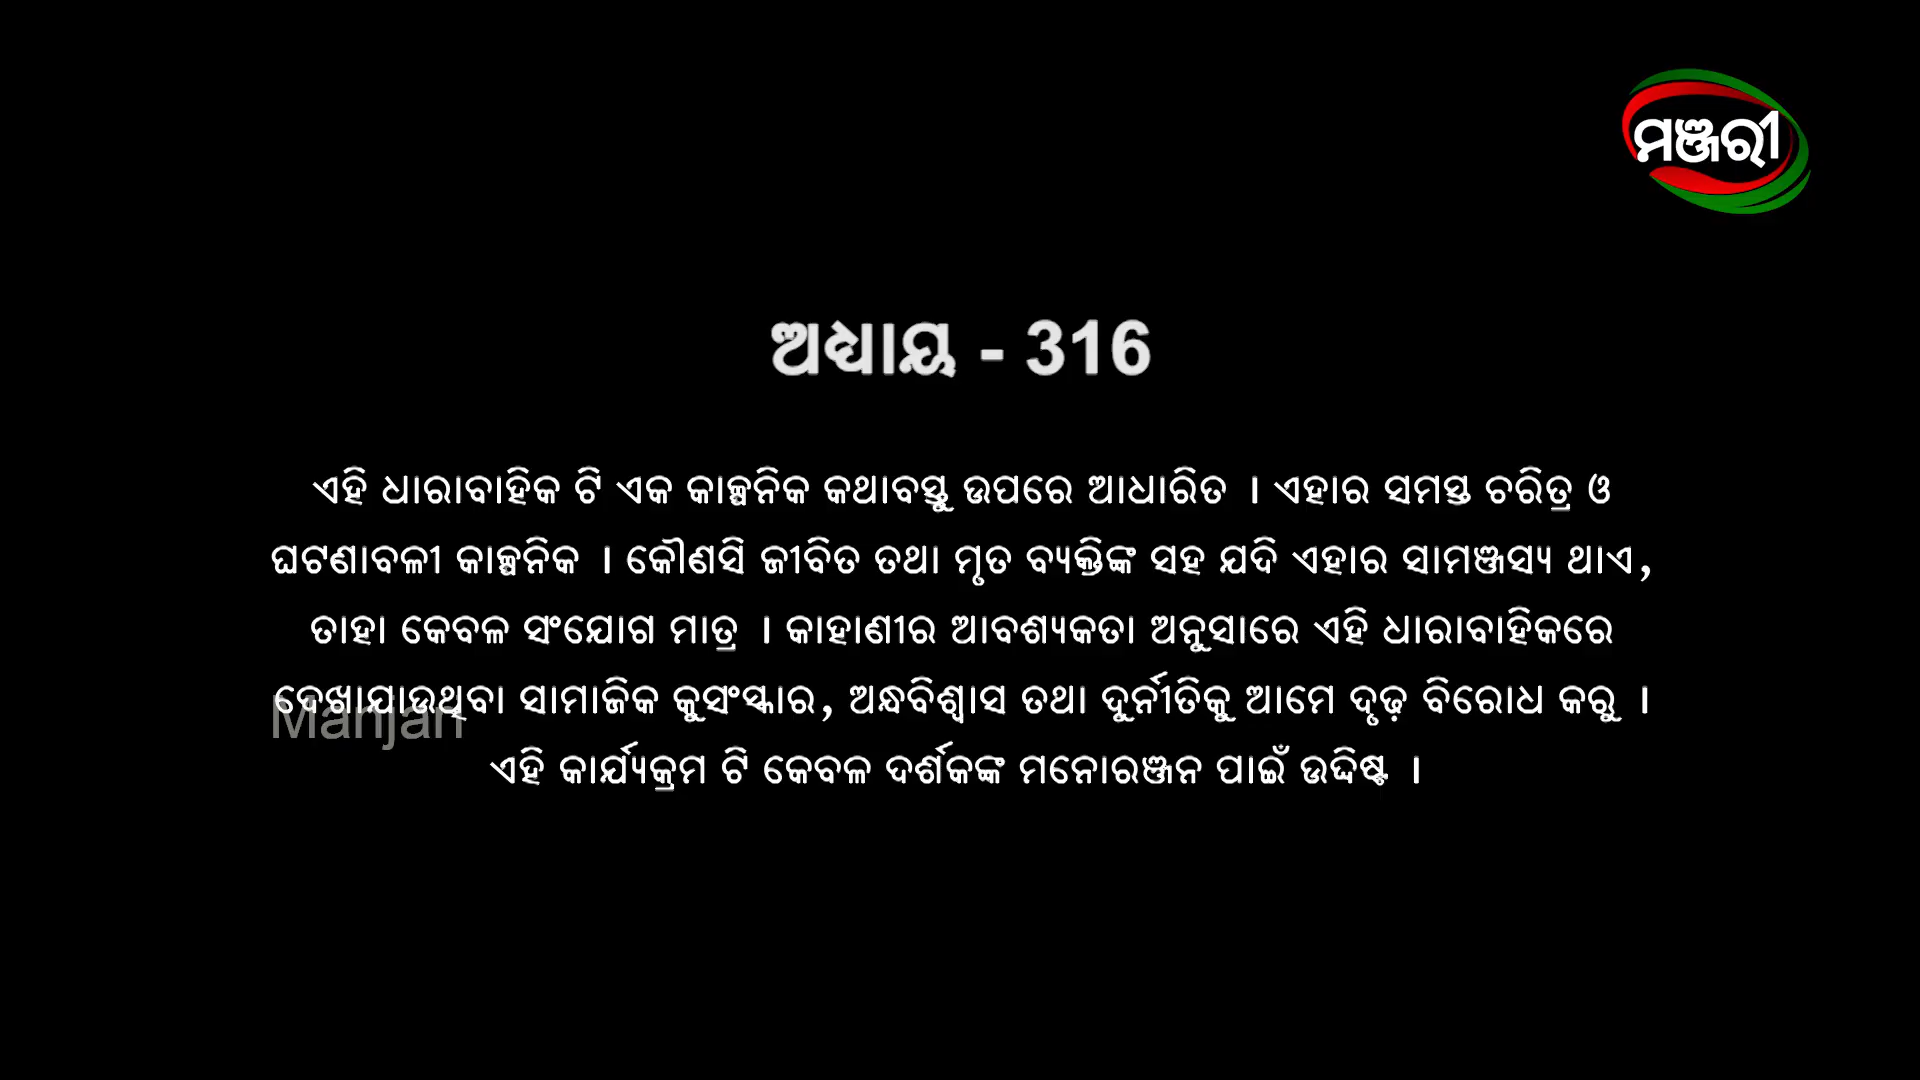 ମଞ୍ଜରୀ
ଅଧ୍ୟାୟ - 316
ଏହି ଧାରାବାହିକ ଟି ଏକ କାଳ୍ପନିକ କଥାବସ୍ତୁ ଉପରେ ଆଧାରିତ । ଏହାର ସମସ୍ତ ଚରିତ୍ର ଓ
ଘଟଣାବଳୀ କାଳ୍ପନିକ । କୌଣସି ଜୀବିତ ତଥା ମୃତ ବ୍ୟକ୍ତିଙ୍କ ସହ ଯଦି ଏହାର ସାମଞ୍ଜସ୍ୟ ଥାଏ,
ତାହା କେବଳ ସଂଯୋଗ ମାତ୍ର । କାହାଣୀର ଆବଶ୍ୟକତା ଅନୁସାରେ ଏହି ଧାରାବାହିକରେ
ଦେଖାଯାଉଥିବା ସାମାଜିକ କୁସଂସ୍କାର, ଅନ୍ଧବିଶ୍ୱାସ ତଥା ଦୁର୍ନୀତିକୁ ଆମେ ଦୃଢ଼ ବିରୋଧ କରୁ ।
Manjari
ଏହି କାର୍ଯ୍ୟକ୍ରମ ଟି କେବଳ ଦର୍ଶକଙ୍କ ମନୋରଞ୍ଜନ ପାଇଁ ଉଦ୍ଦିଷ୍ଟ ।